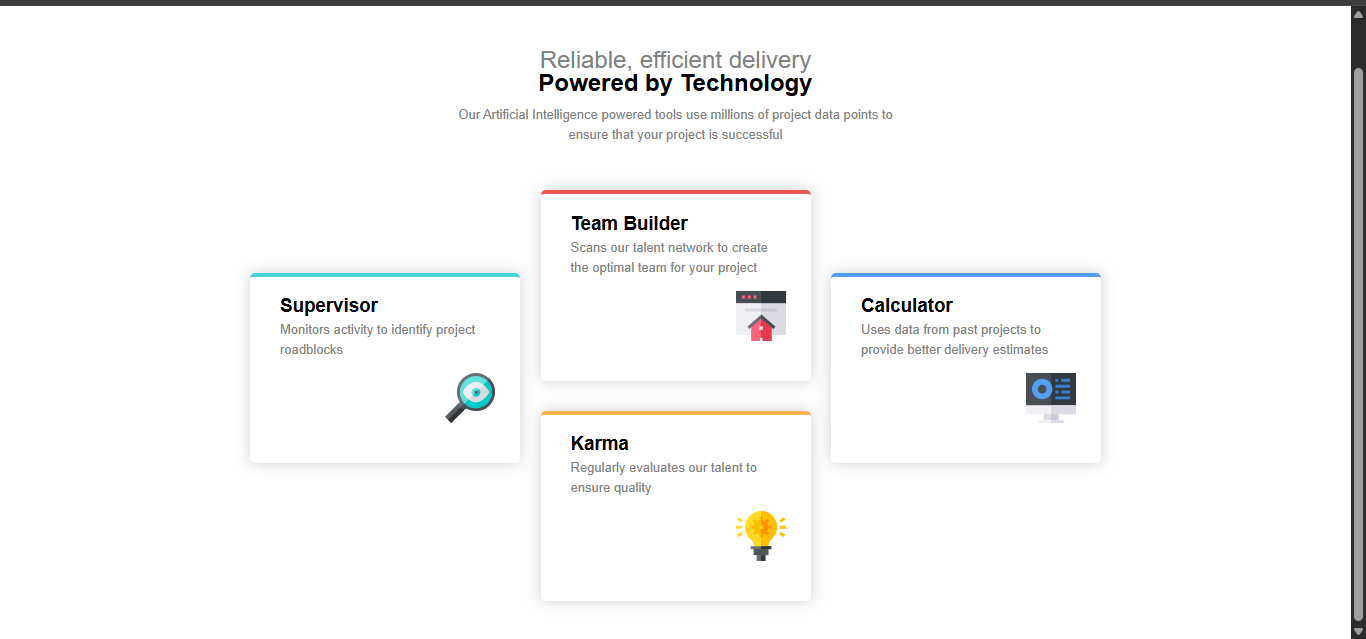 Reliable, efficient delivery
Powered by Technology
Our Artificial Intelligence powered tools use millions of project data points to
ensure that your project is successful
Team Builder
Scans our talent network to create
the optimal team for your project
Supervisor
Monitors activity to identify project
roadblocks
Calculator
Uses data from past projects to
provide better delivery estimates
Karma
Regularly evaluates our talent to
ensure quality